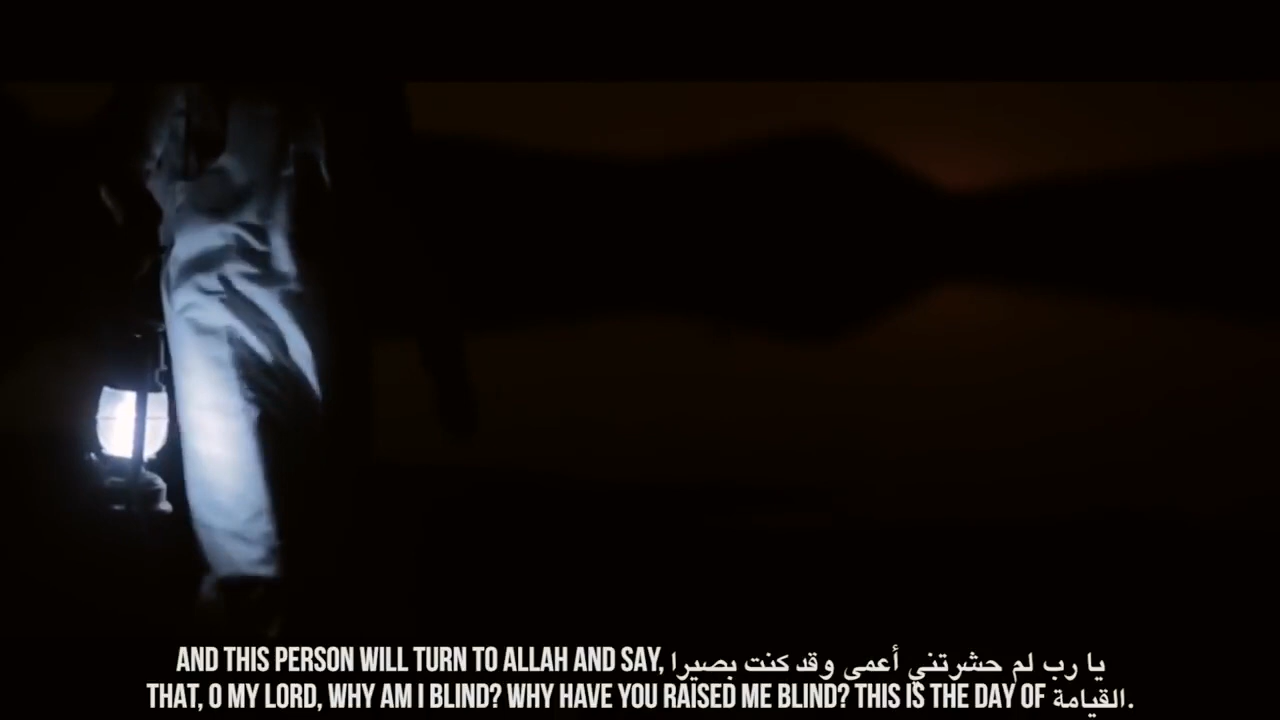 AND THIS PERSON WILL TURN TO ALLAH AND SAY, يا رب لم حشرتني أعمى وقد كنت بصيرا
THAT, O MY LORD, WHY AM I BLIND? WHY HAVE YOU RAISED ME BLIND? THIS IS THE DAY OF القيامة.